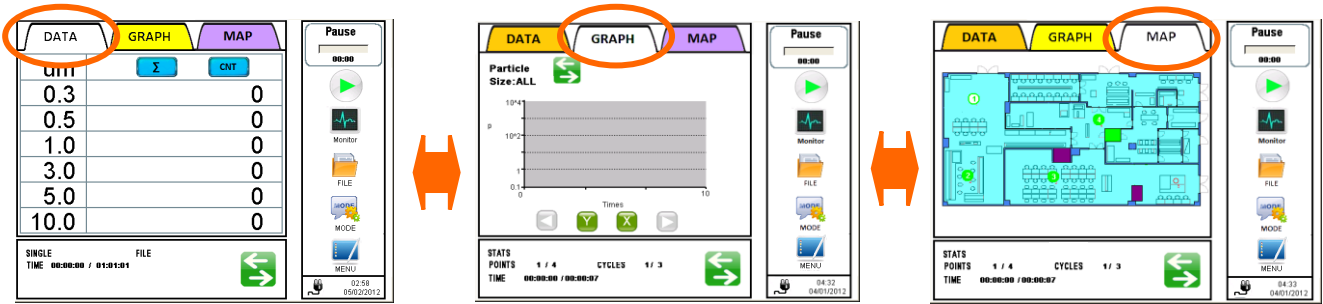 DATA GRAPH MAP
um Σ CNT
0.3 0
0.5 0
1.0 0
3.0 0
5.0 0
10.0 0
SINGLE FILE
TIME 00:00:00 / 01:01:01
Pause
00:00
Monitor
FILE
MODE
MODE
MENU
02:58
05/02/2012
DATA GRAPH MAP
Particle
Size:ALL
10^4
P
10^2
1
0.1
0 10
Times
Y X
STATS
POINTS 1 / 4 CYCLES 1/ 3
TIME 00:00:00 /00:00:07
Pause
00:00
Monitor
FILE
MODE
MODE
MENU
04:32
04/01/2012
DATA GRAPH MAP
1
4
2
3
STATS
POINTS 1 / 4 CYCLES 1/ 3
TIME 00:00:00 /00:00:07
Pause
00:00
Monitor
FILE
MODE
MODE
MENU
04:33
04/01/2012